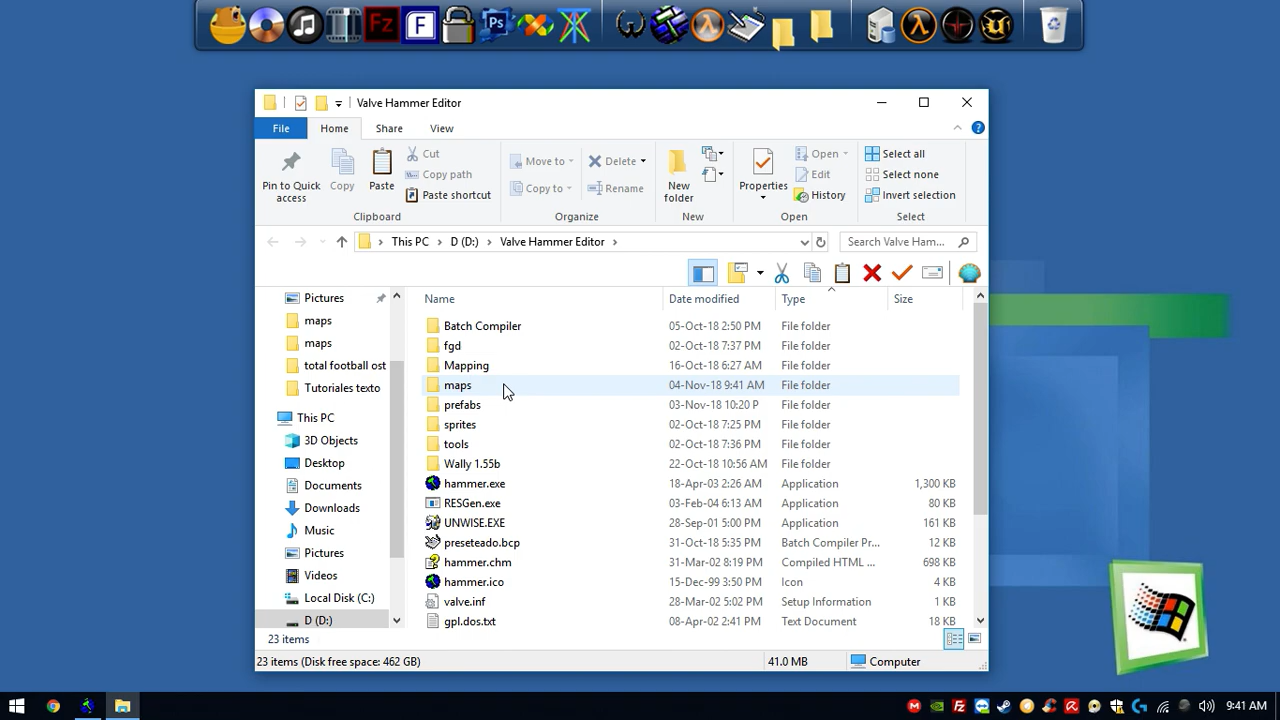 Fz F Ps
Valve Hammer Editor
File Home Share View
Pin to Quick access
Copy
Paste
Cut
Copy path
Paste shortcut
Move to
Copy to
Delete
Rename
New folder
Properties
Open
Edit
History
Select all
Select none
Invert selection
Clipboard Organize New Open Select
This PC D (D:) Valve Hammer Editor Search Valve Ham...
Name Date modified Type Size
Pictures
maps
maps
total football ost
Tutoriales texto
This PC
3D Objects
Desktop
Documents
Downloads
Music
Pictures
Videos
Local Disk (C:)
D (D:)
Batch Compiler 05-Oct-18 2:50 PM File folder
fgd 02-Oct-18 7:37 PM File folder
Mapping 16-Oct-18 6:27 AM File folder
maps 04-Nov-18 9:41 AM File folder
prefabs 03-Nov-18 10:20 P File folder
sprites 02-Oct-18 7:25 PM File folder
tools 02-Oct-18 7:36 PM File folder
Wally 1.55b 22-Oct-18 10:56 AM File folder
hammer.exe 18-Apr-03 2:26 AM Application 1,300 KB
RESGen.exe 03-Feb-04 6:13 AM Application 80 KB
UNWISE.EXE 28-Sep-01 5:00 PM Application 161 KB
preseteado.bcp 31-Oct-18 5:35 PM Batch Compiler Pr... 12 KB
hammer.chm 31-Mar-02 8:19 PM Compiled HTML ... 698 KB
hammer.ico 15-Dec-99 3:50 PM Icon 4 KB
valve.inf 28-Mar-02 5:02 PM Setup Information 1 KB
gpl.dos.txt 08-Apr-02 2:41 PM Text Document 18 KB
23 items
23 items (Disk free space: 462 GB) 41.0 MB Computer
9:41 AM